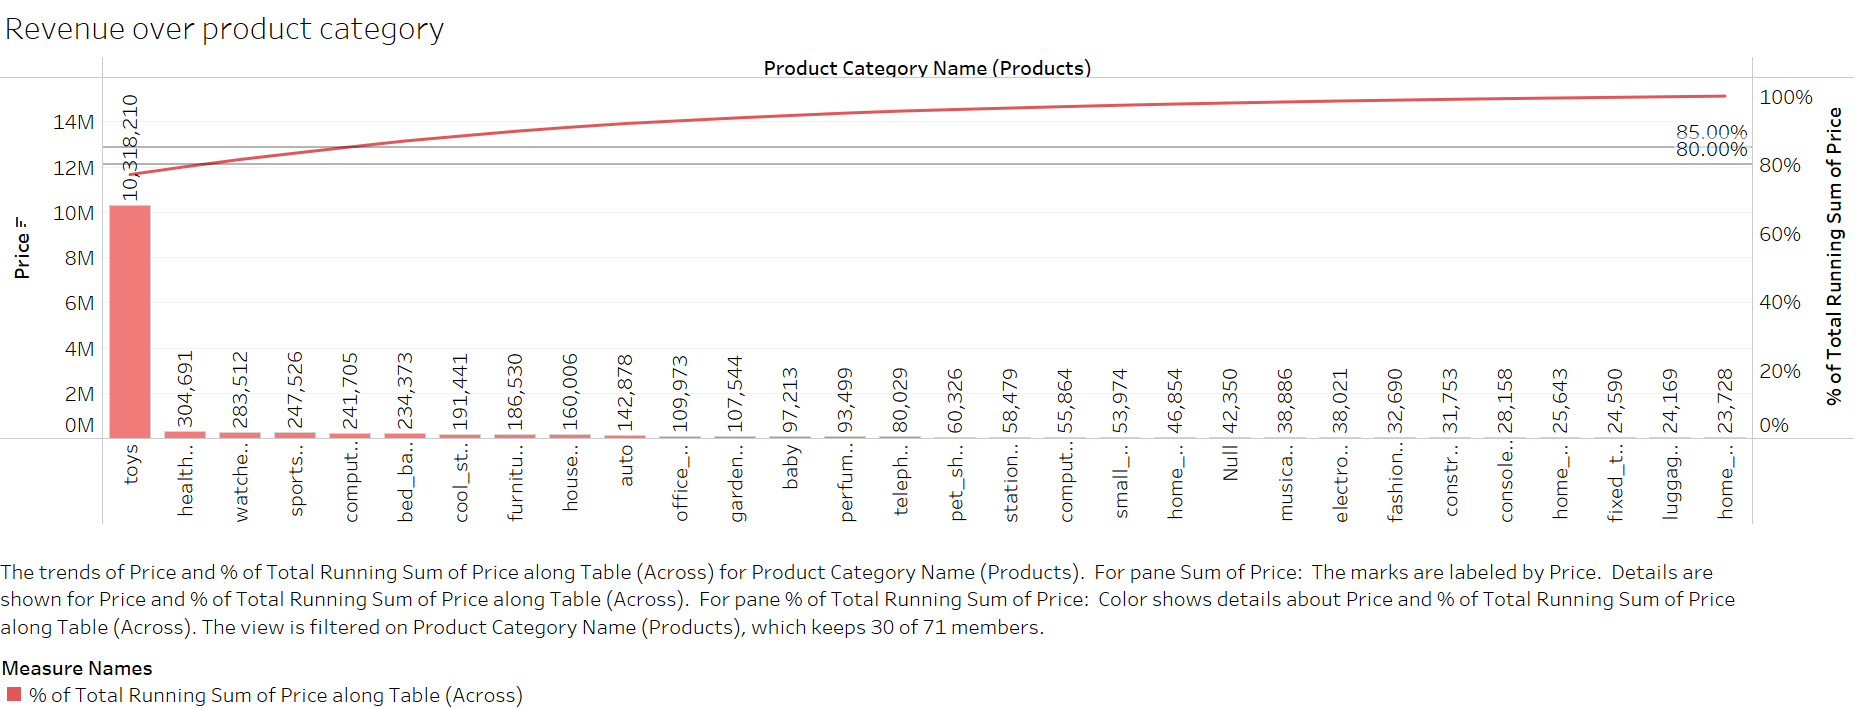 Revenue over product category
Product Category Name (Products)
Price
14M
12M
10M
8M
6M
4M
2M
0M
10,318,210
304,691
283,512
247,526
241,705
234,373
191,441
186,530
160,006
142,878
109,973
107,544
97,213
93,499
80,029
60,326
58,479
55,864
53,974
46,854
42,350
38,886
38,021
32,690
31,753
28,158
25,643
24,590
24,169
23,728
85.00%
80.00%
100%
80%
60%
40%
20%
0%
% of Total Running Sum of Price
toys
health..
watche..
sports..
comput..
bed_ba..
cool_st..
furnitu..
house..
auto
office_..
garden..
baby
perfum..
teleph..
pet_sh..
station..
comput..
small_..
home_..
Null
musica..
electro..
fashion..
constr..
console..
home_..
fixed_t..
luggag..
home_..
The trends of Price and % of Total Running Sum of Price along Table (Across) for Product Category Name (Products).  For pane Sum of Price:  The marks are labeled by Price.  Details are
shown for Price and % of Total Running Sum of Price along Table (Across).  For pane % of Total Running Sum of Price:  Color shows details about Price and % of Total Running Sum of Price
along Table (Across). The view is filtered on Product Category Name (Products), which keeps 30 of 71 members.
Measure Names
% of Total Running Sum of Price along Table (Across)